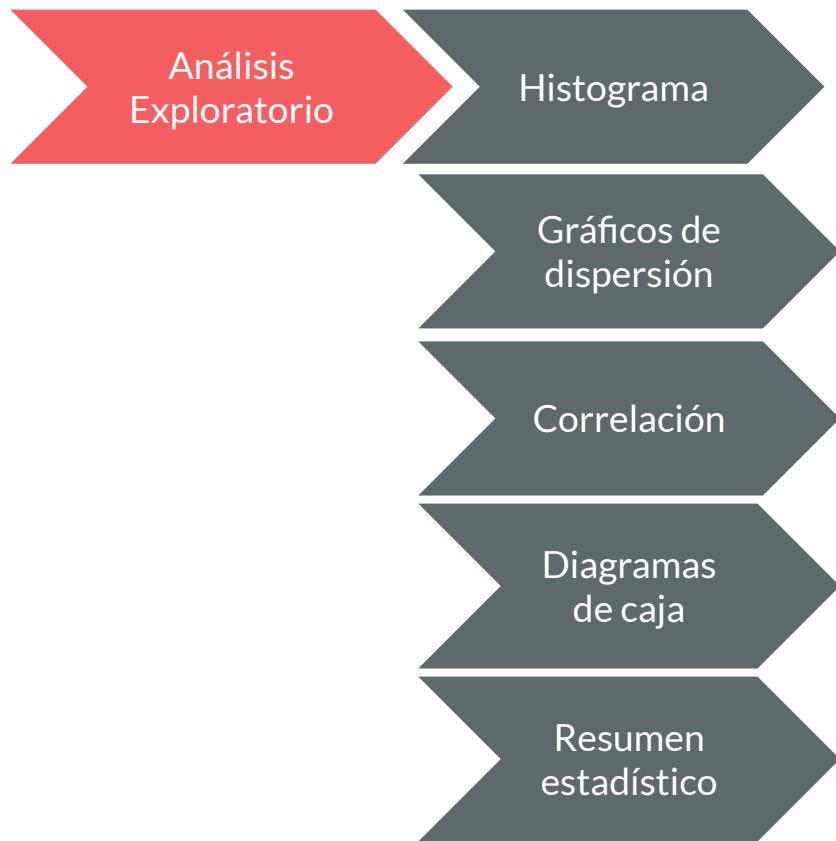 Análisis
Exploratorio
Histograma
Gráficos de
dispersión
Correlación
Diagramas
de caja
Resumen
estadístico